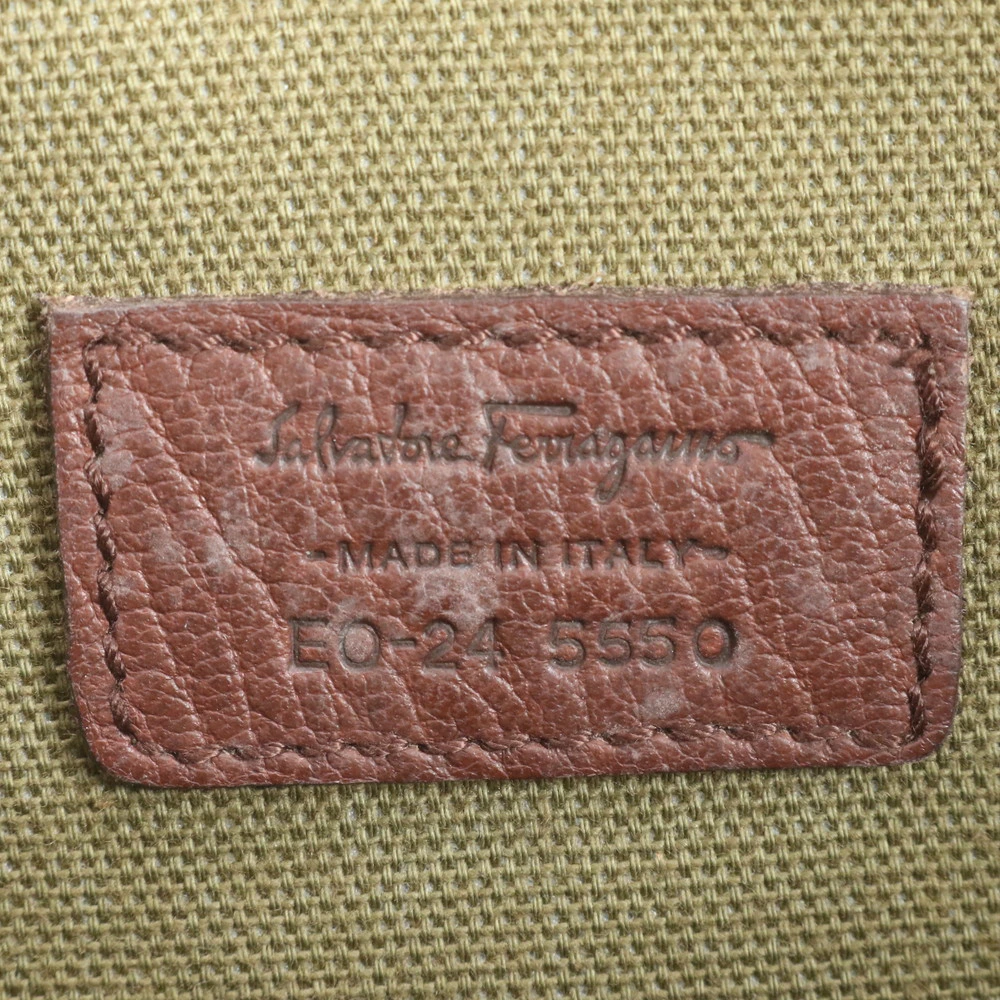 Salvatore Ferragamo
-MADE IN ITALY-
EO-24 5550